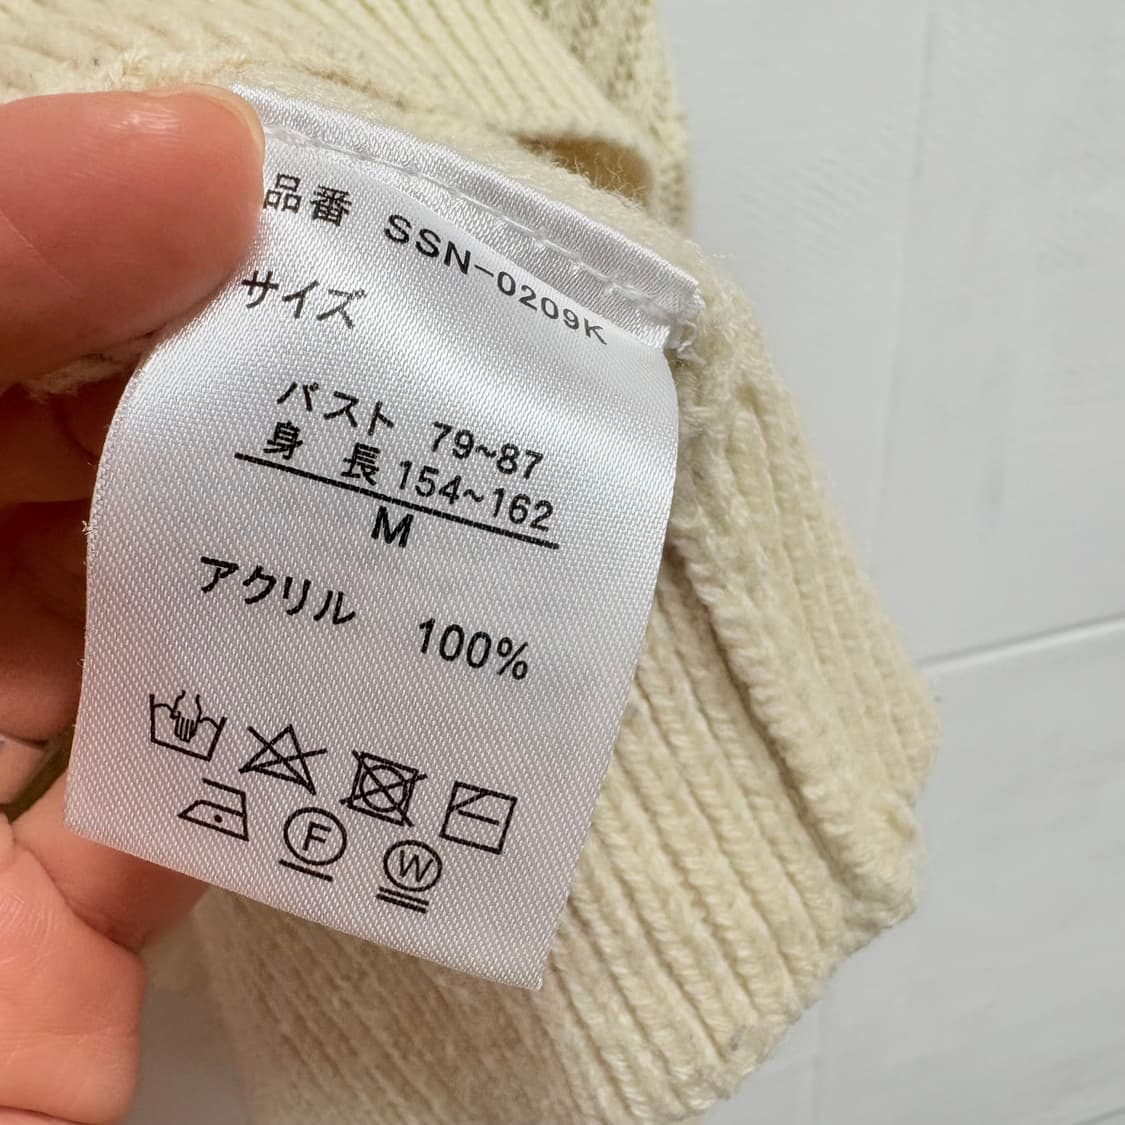 品番 SSN-0209K
サイズ
バスト 79~87
身長 154~162
M
アクリル 100%
F
W